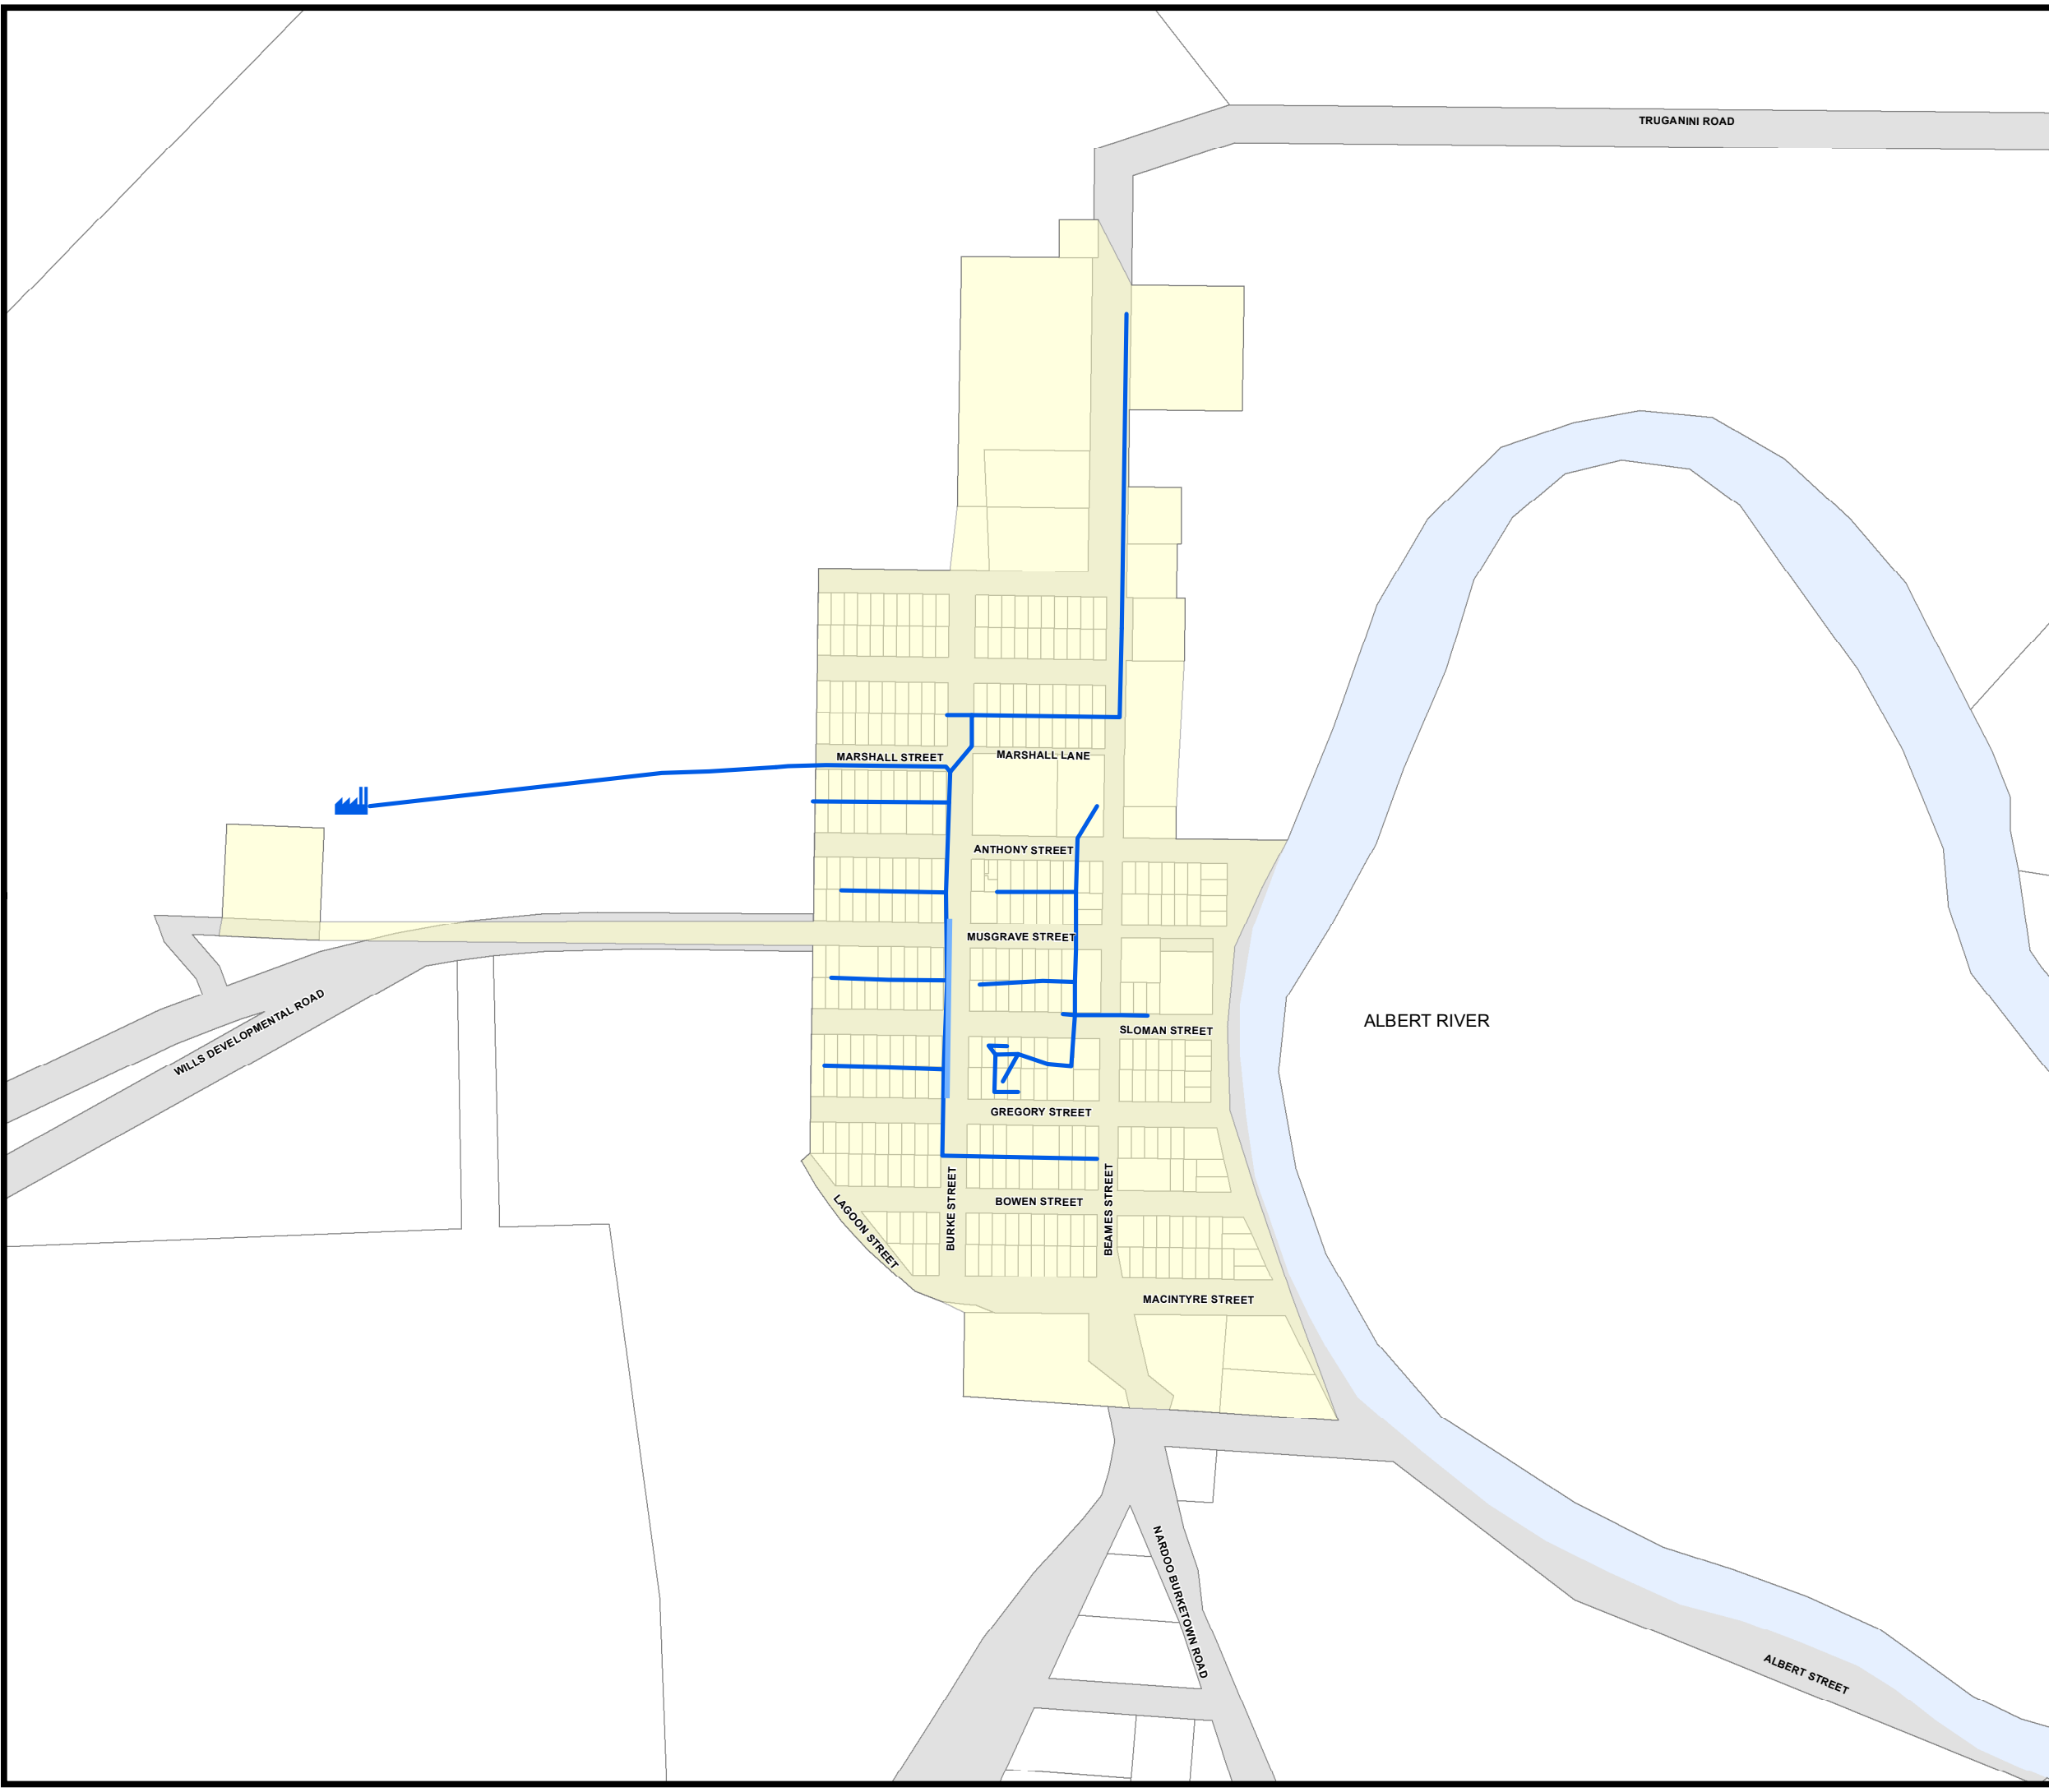 TRUGANINI ROAD
MARSHALL STREET
MARSHALL LANE
ANTHONY STREET
MUSGRAVE STREET
WILLS DEVELOPMENTAL ROAD
ALBERT RIVER
SLOMAN STREET
GREGORY STREET
BURKE STREET
BEAMES STREET
BOWEN STREET
LAGOON STREET
MACINTYRE STREET
NARDOO BURKETOWN ROAD
ALBERT STREET